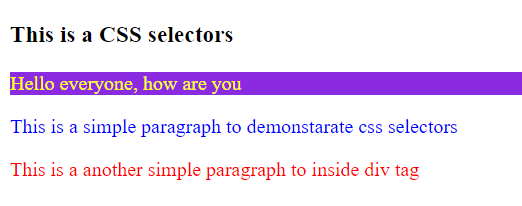 This is a CSS selectors
Hello everyone, how are you
This is a simple paragraph to demonstarate css selectors
This is a another simple paragraph to inside div tag